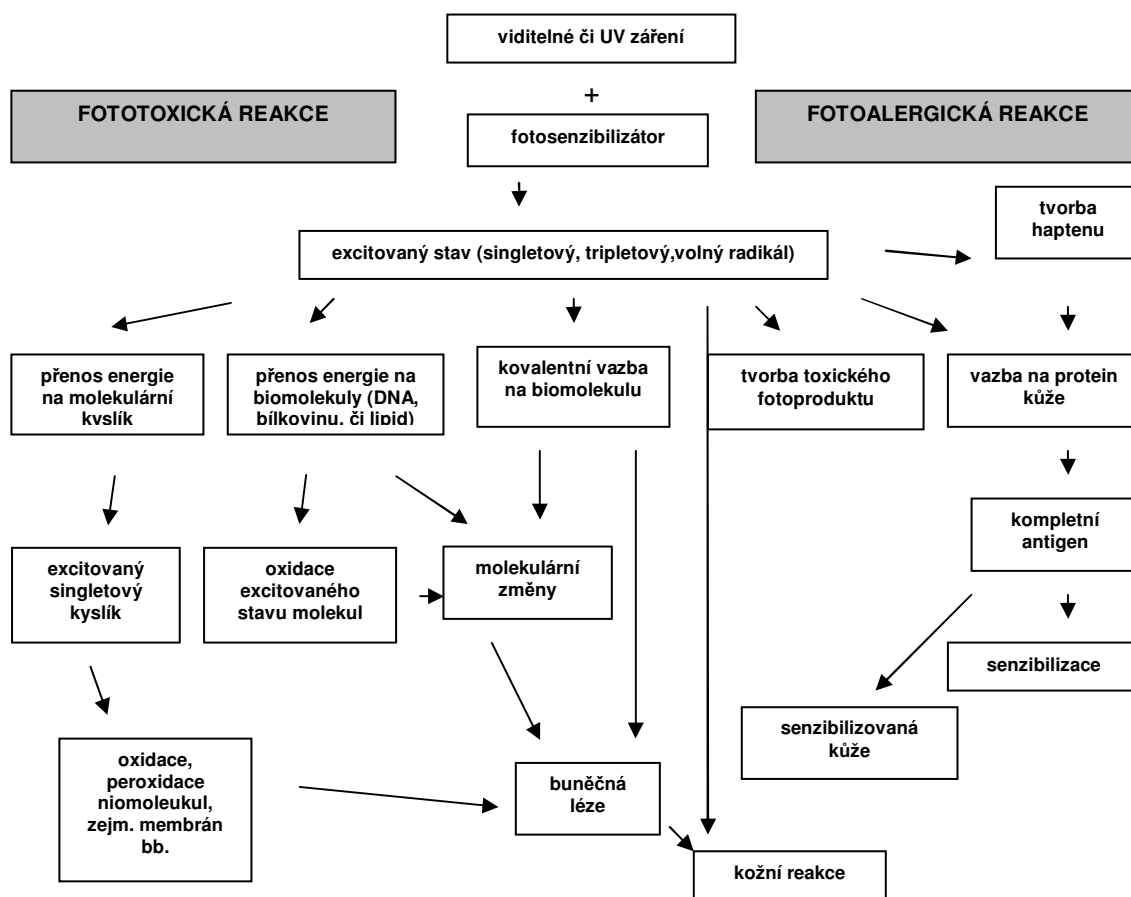 viditelné či UV záření
+
FOTOTOXICKÁ REAKCE
fotosenzibilizátor
FOTOALERGICKÁ REAKCE
tvorba
haptenu
excitovaný stav (singletový, tripletový,volný radikál)
přenos energie
na molekulární
kyslík
přenos energie na
biomolekuly (DNA,
bílkovinu, či lipid)
kovalentní vazba
na biomolekulu
tvorba toxického
fotoproduktu
vazba na protein
kůže
kompletní
antigen
excitovaný
singletový
kyslík
oxidace
excitovaného
stavu molekul
molekulární
změny
senzibilizace
senzibilizovaná
kůže
oxidace,
peroxidace
niomoleukul,
zejm. membrán
bb.
buněčná
léze
kožní reakce